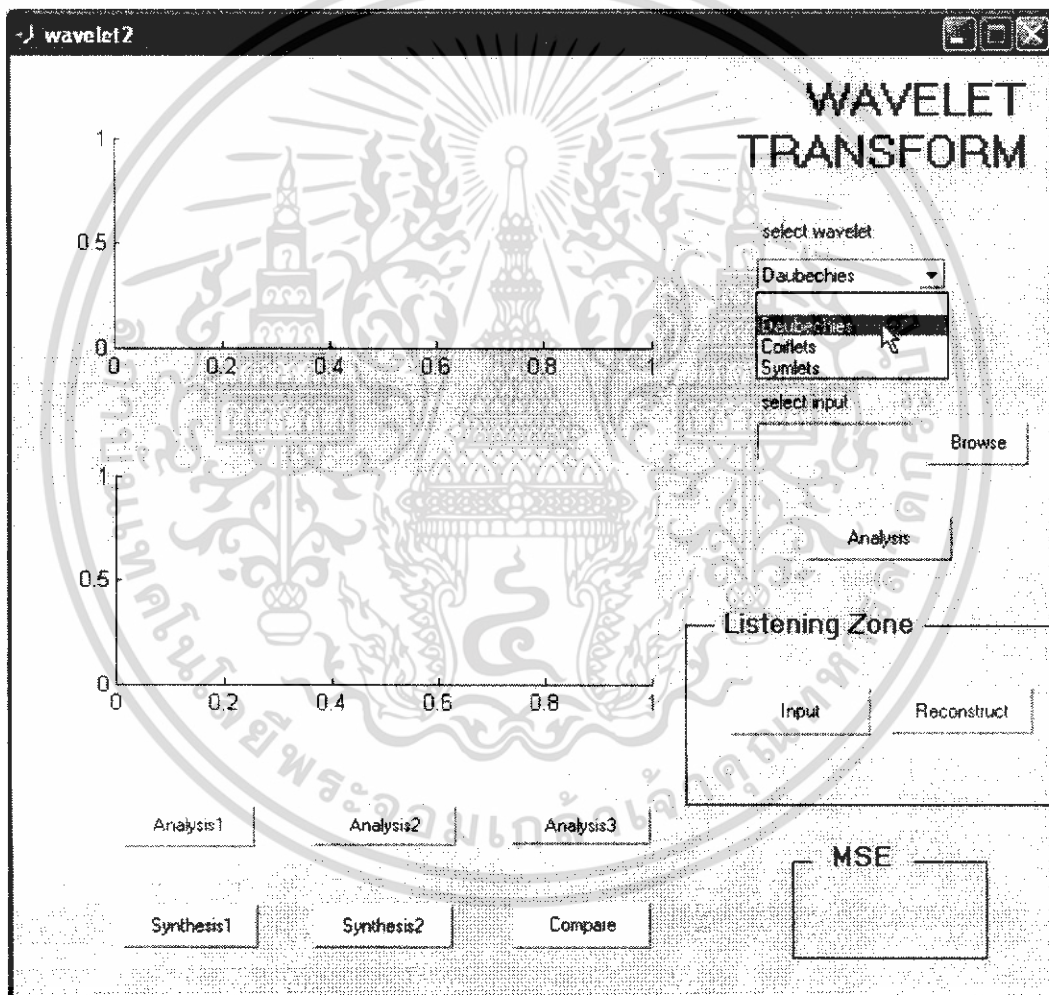 wavelet2
WAVELET
TRANSFORM
1
0.5
0
0 0.2 0.4 0.6 0.8 1
select wavelet
Daubechies
Daubechies
Coiflets
Symlets
select input
Browse
1
0.5
0
0 0.2 0.4 0.6 0.8 1
Analysis
Listening Zone
Input Reconstruct
Analysis1 Analysis2 Analysis3
MSE
Synthesis1 Synthesis2 Compare